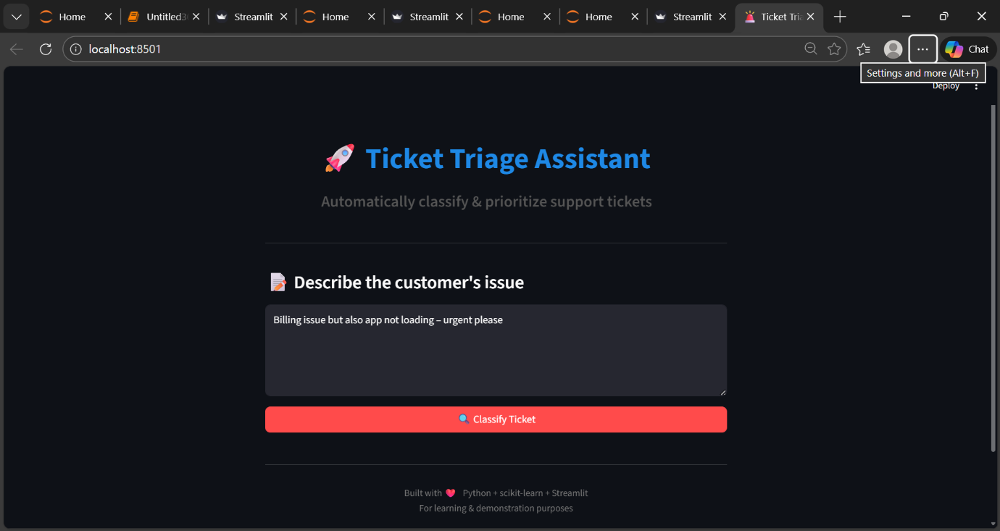 Home
Untitled3
Streamlit
Home
Streamlit
Home
Home
Streamlit
Ticket Tri
localhost:8501
Chat
Settings and more (Alt+F)
Deploy
🚀 Ticket Triage Assistant
Automatically classify & prioritize support tickets
📝 Describe the customer's issue
Billing issue but also app not loading – urgent please
🔍 Classify Ticket
Built with ❤️ Python + scikit-learn + Streamlit
For learning & demonstration purposes